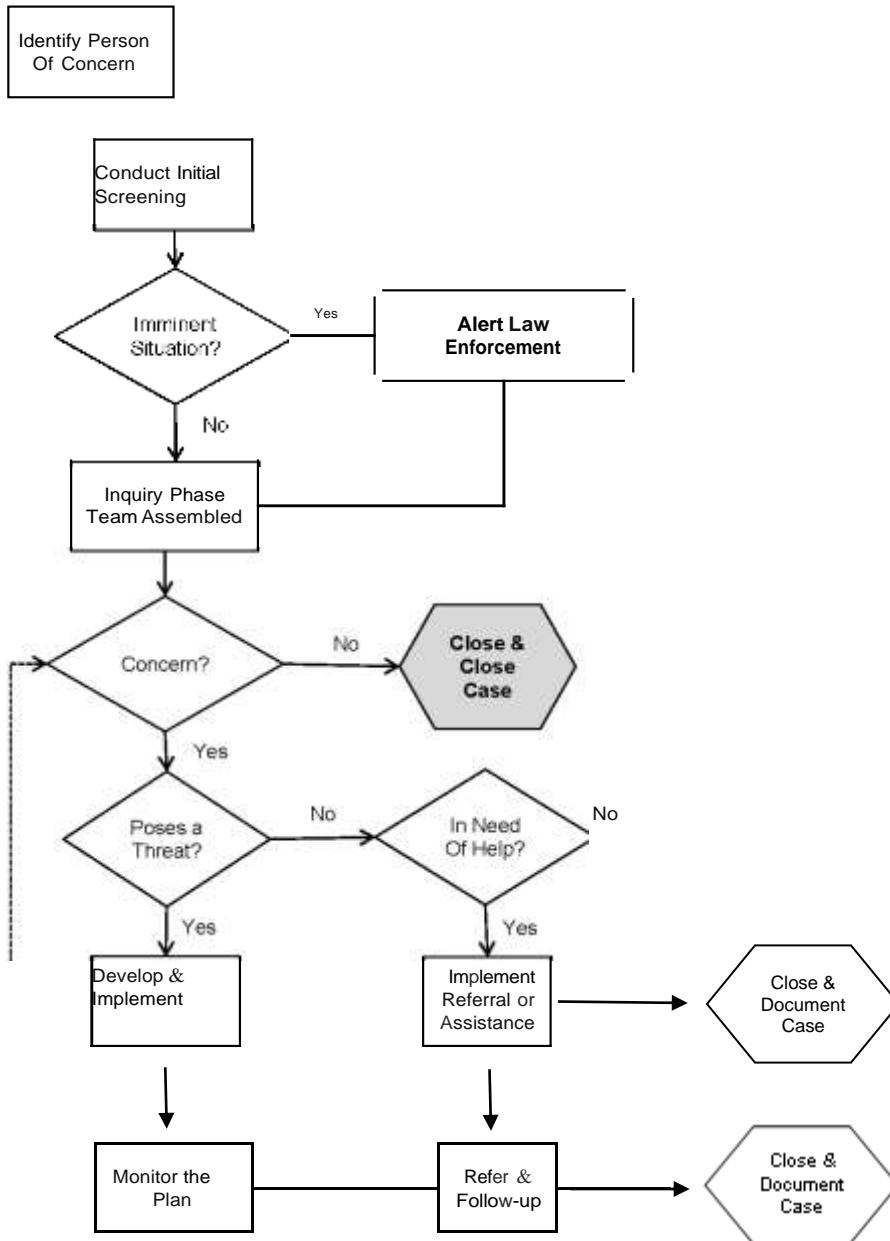 Identify Person
Of Concern
Conduct Initial
Screening
Imminent
Situation?
Yes
Alert Law
Enforcement
No
Inquiry Phase
Team Assembled
Concern?
No
Close &
Close
Case
Yes
Poses a
Threat?
No
In Need
Of Help?
No
Yes
Yes
Develop &
Implement
Implement
Referral or
Assistance
Close &
Document
Case
Monitor the
Plan
Refer &
Follow-up
Close &
Document
Case